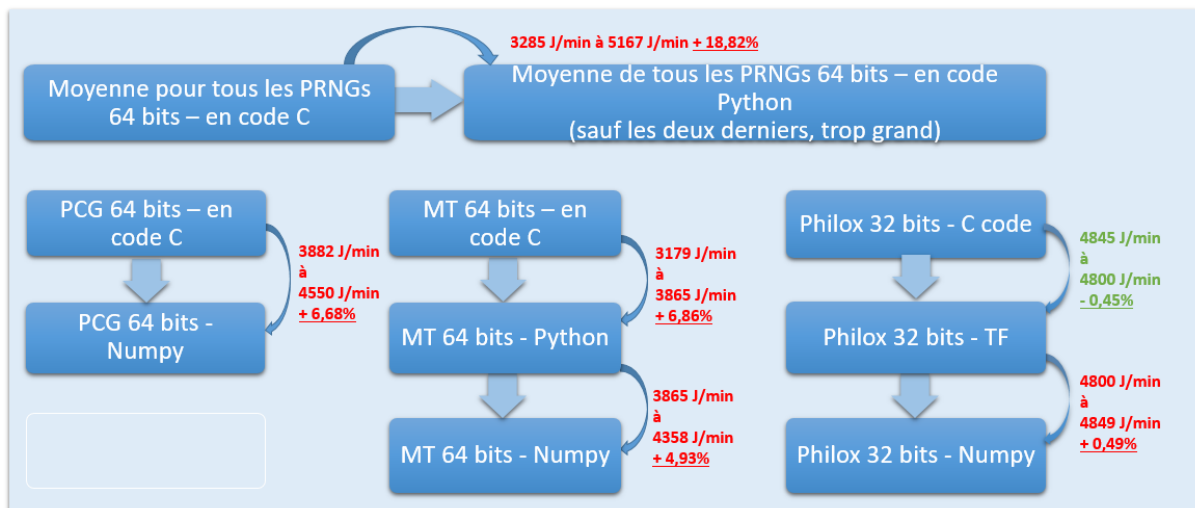 3285 J/min à 5167 J/min + 18,82%
Moyenne pour tous les PRNGs
64 bits – en code C
Moyenne de tous les PRNGs 64 bits – en code
Python
(sauf les deux derniers, trop grand)
PCG 64 bits – en
code C
3882 J/min
à
4550 J/min
+ 6,68%
PCG 64 bits -
Numpy
MT 64 bits – en
code C
3179 J/min
à
3865 J/min
+ 6,86%
MT 64 bits - Python
3865 J/min
à
4358 J/min
+ 4,93%
MT 64 bits - Numpy
Philox 32 bits - C code
4845 J/min
à
4800 J/min
- 0,45%
Philox 32 bits - TF
4800 J/min
à
4849 J/min
+ 0,49%
Philox 32 bits - Numpy